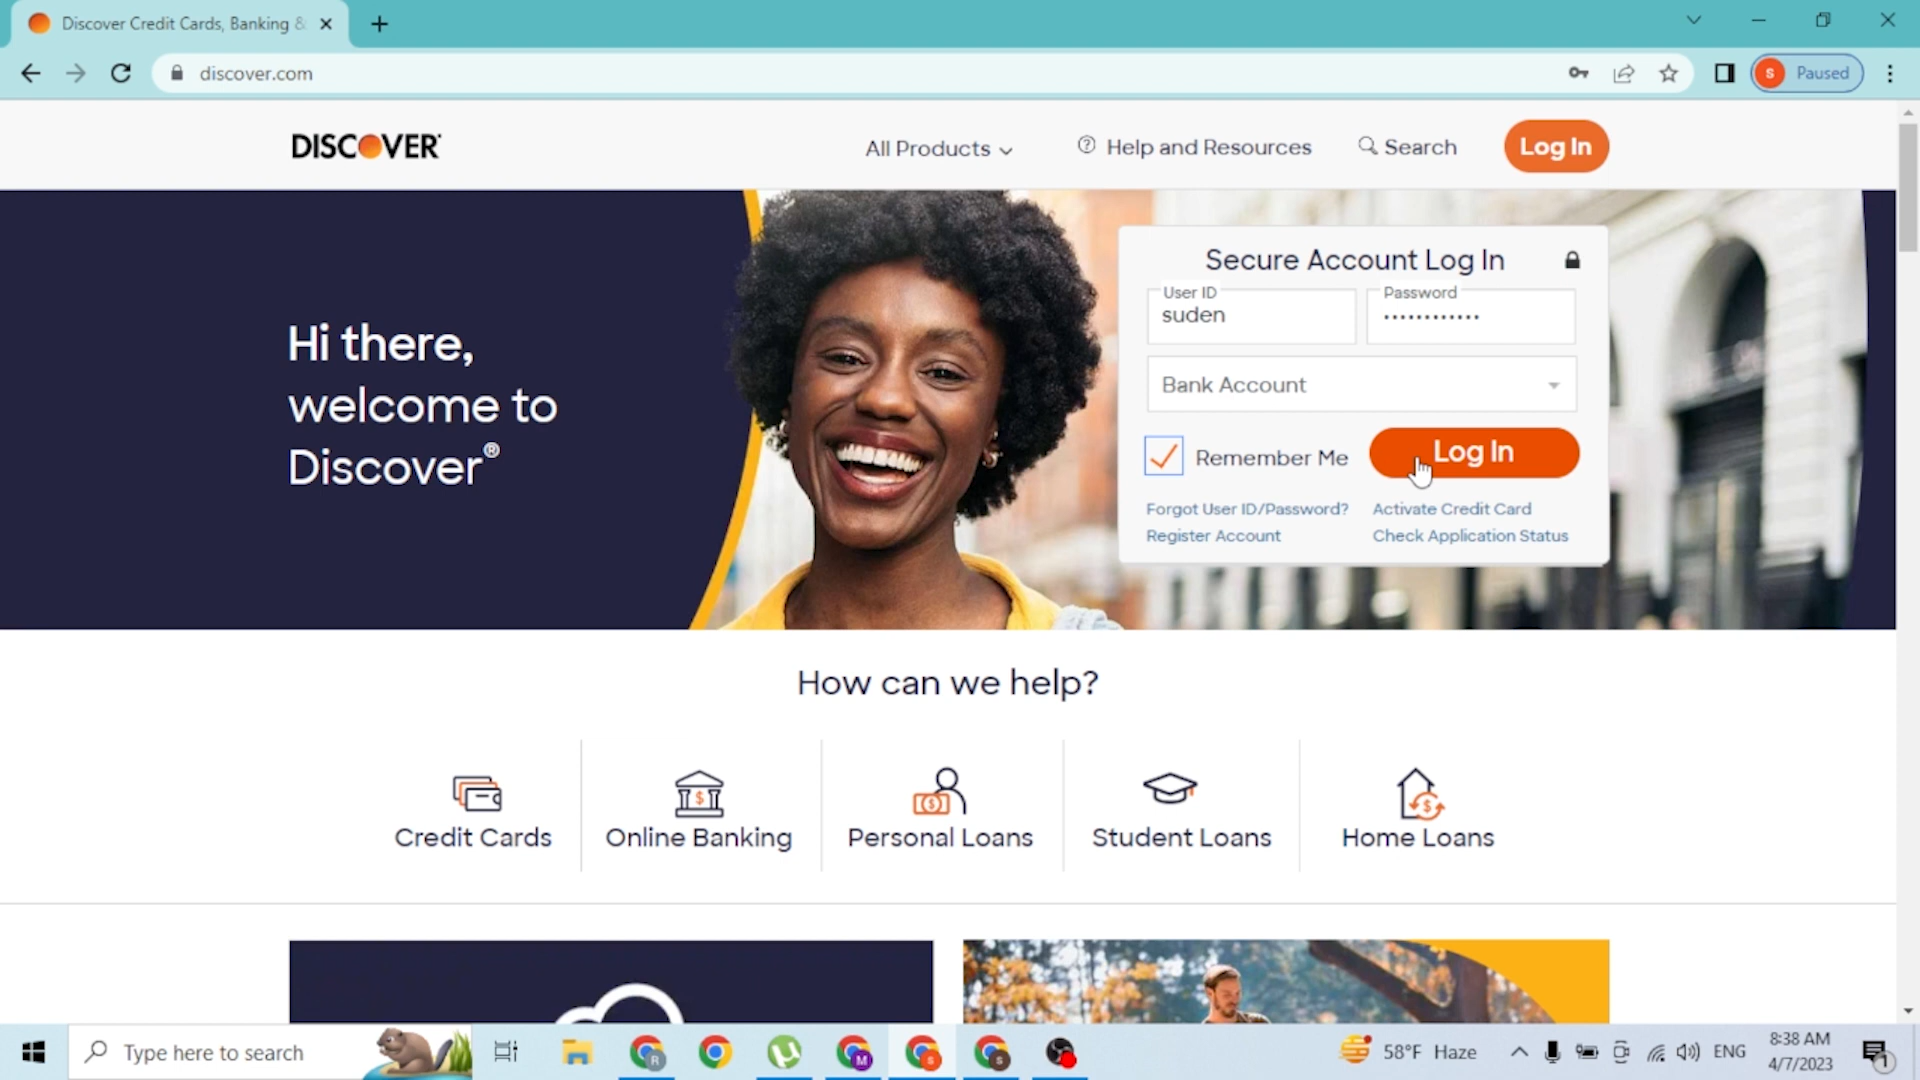 Discover Credit Cards, Banking &
discover.com
S Paused
DISCOVER
All Products
Help and Resources
Search
Log In
Hi there,
welcome to
Discover®
Secure Account Log In
User ID
suden
Password
••••••••••••
Bank Account
Remember Me
Log In
Forgot User ID/Password?
Activate Credit Card
Register Account
Check Application Status
How can we help?
Credit Cards
Online Banking
Personal Loans
Student Loans
Home Loans
Type here to search
58°F Haze
ENG
8:38 AM
4/7/2023
1